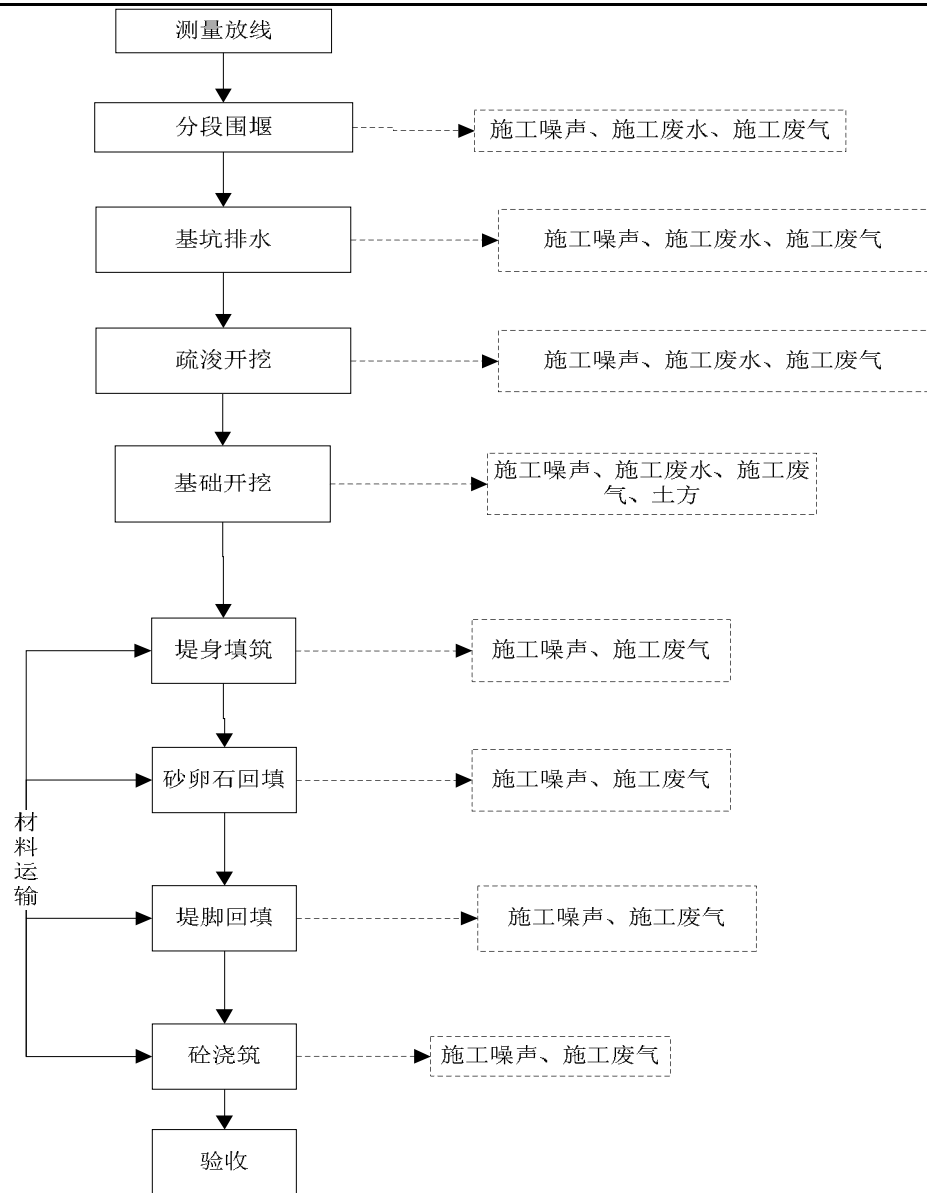 测量放线
分段围堰
施工噪声、施工废水、施工废气
基坑排水
施工噪声、施工废水、施工废气
疏浚开挖
施工噪声、施工废水、施工废气
基础开挖
施工噪声、施工废水、施工废
气、土方
堤身填筑
施工噪声、施工废气
砂卵石回填
施工噪声、施工废气
材
料
运
输
堤脚回填
施工噪声、施工废气
砼浇筑
施工噪声、施工废气
验收